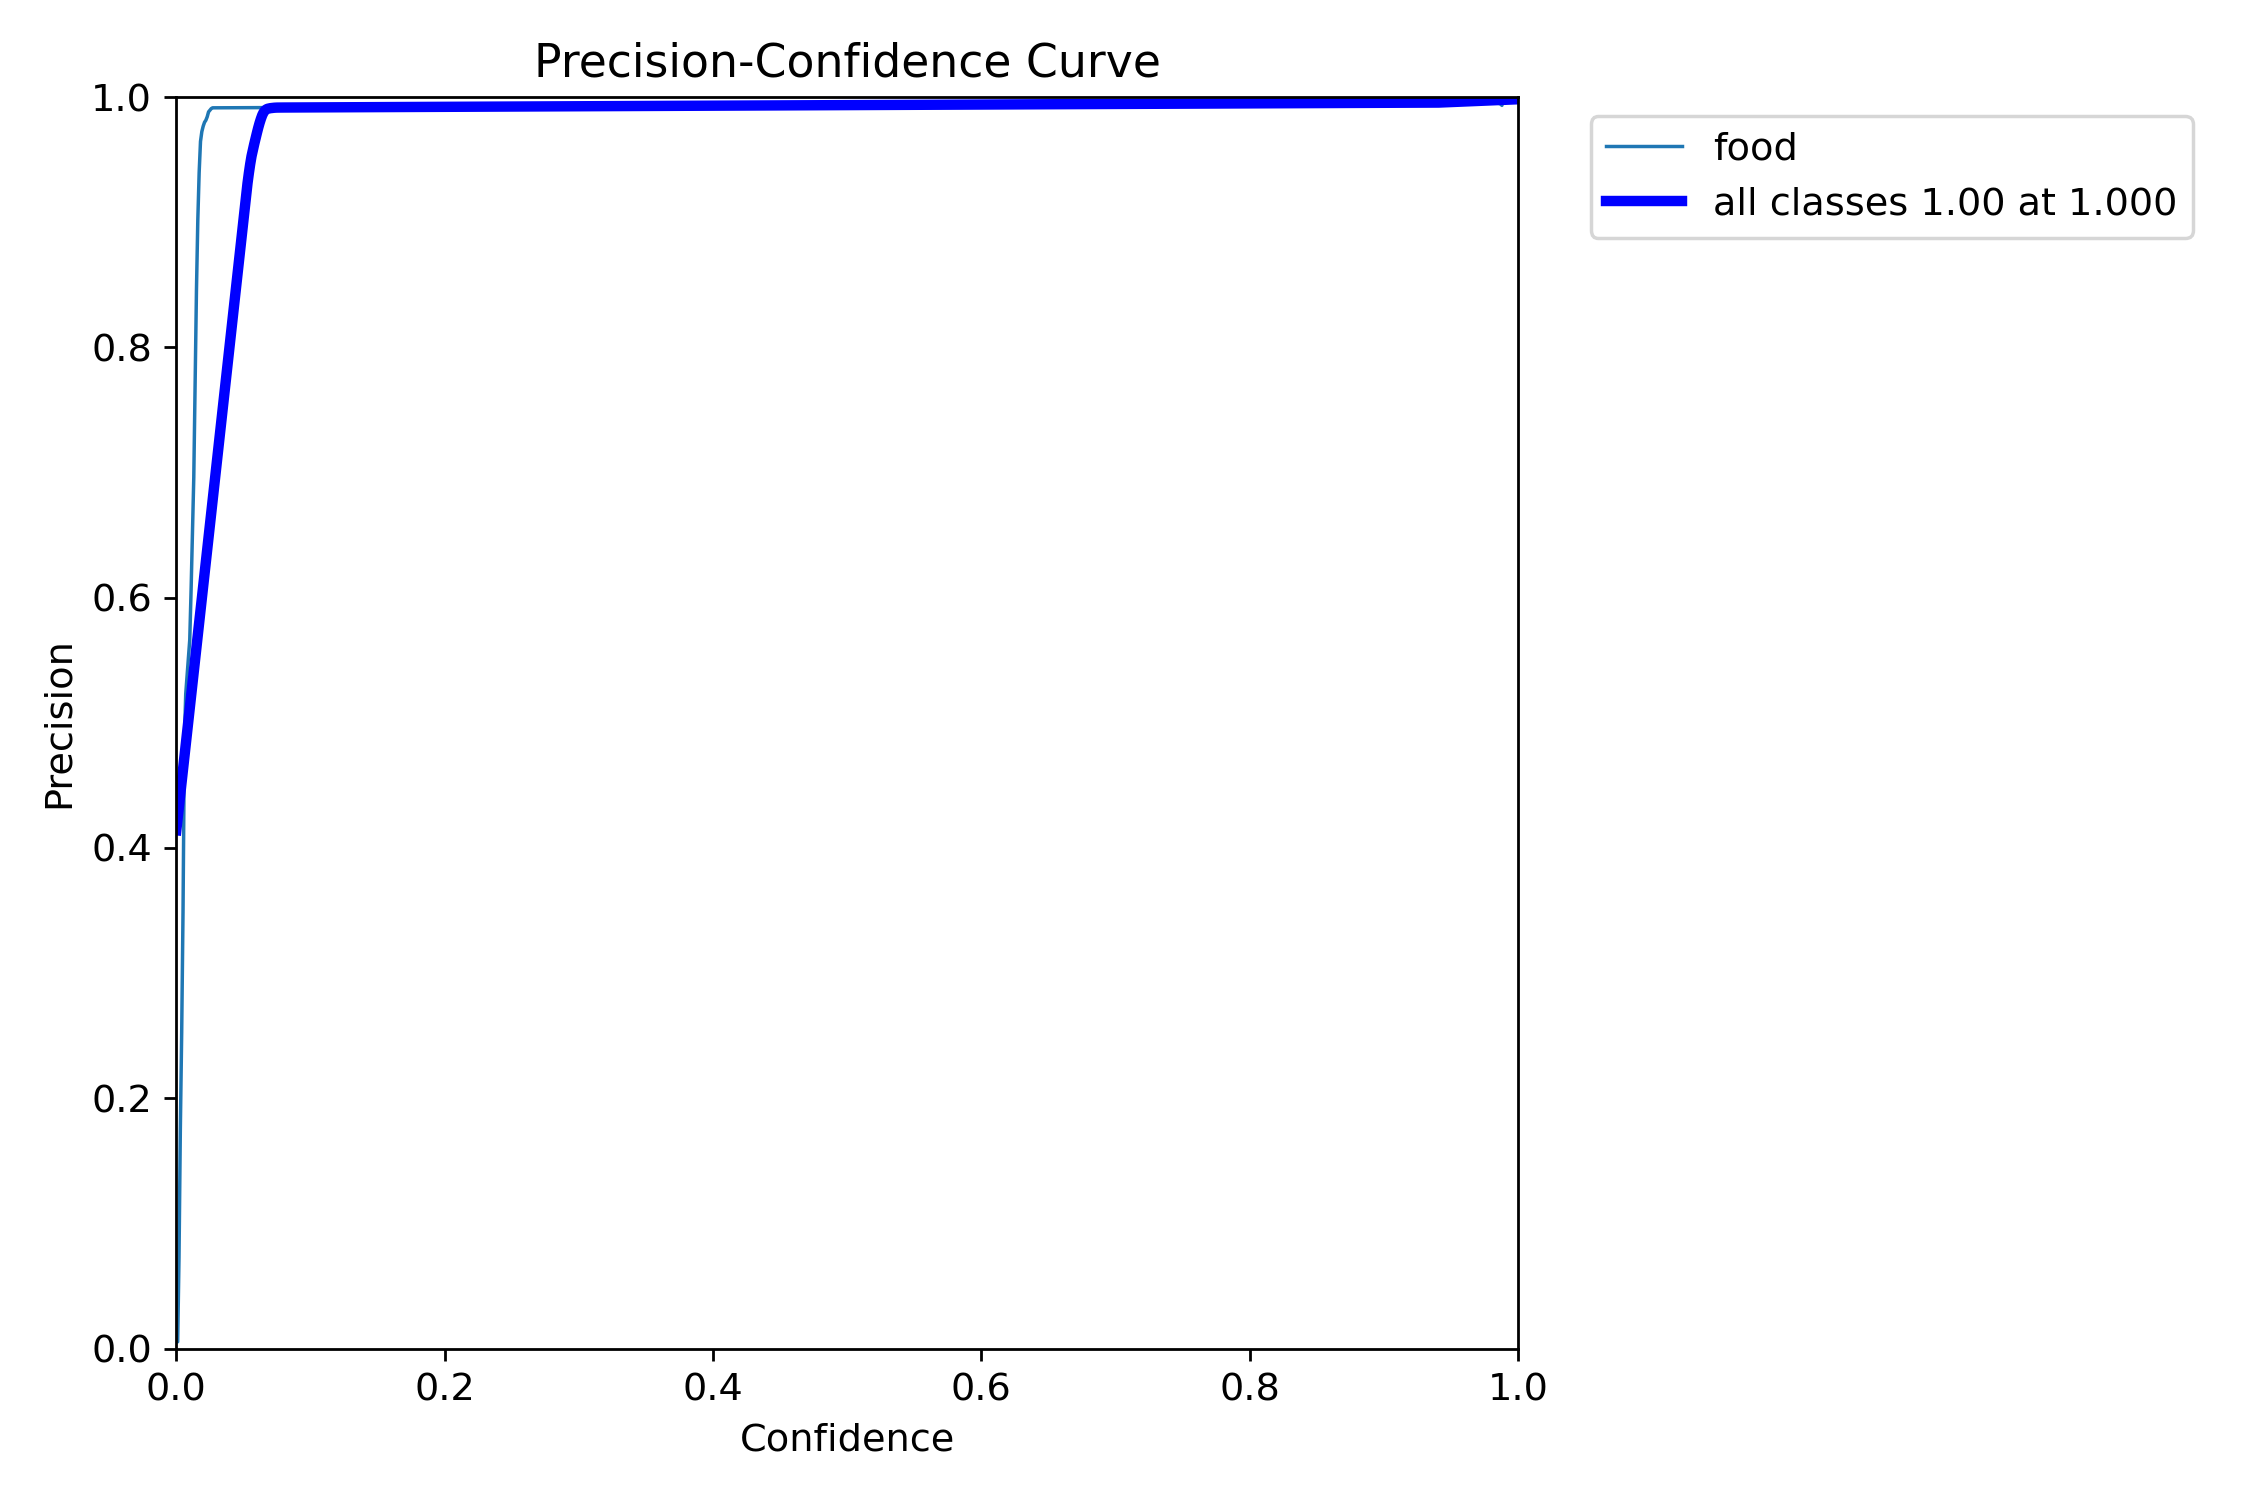 Precision-Confidence Curve
1.0
0.8
0.6
0.4
0.2
0.0
Precision
0.0 0.2 0.4 0.6 0.8 1.0
Confidence
food
all classes 1.00 at 1.000